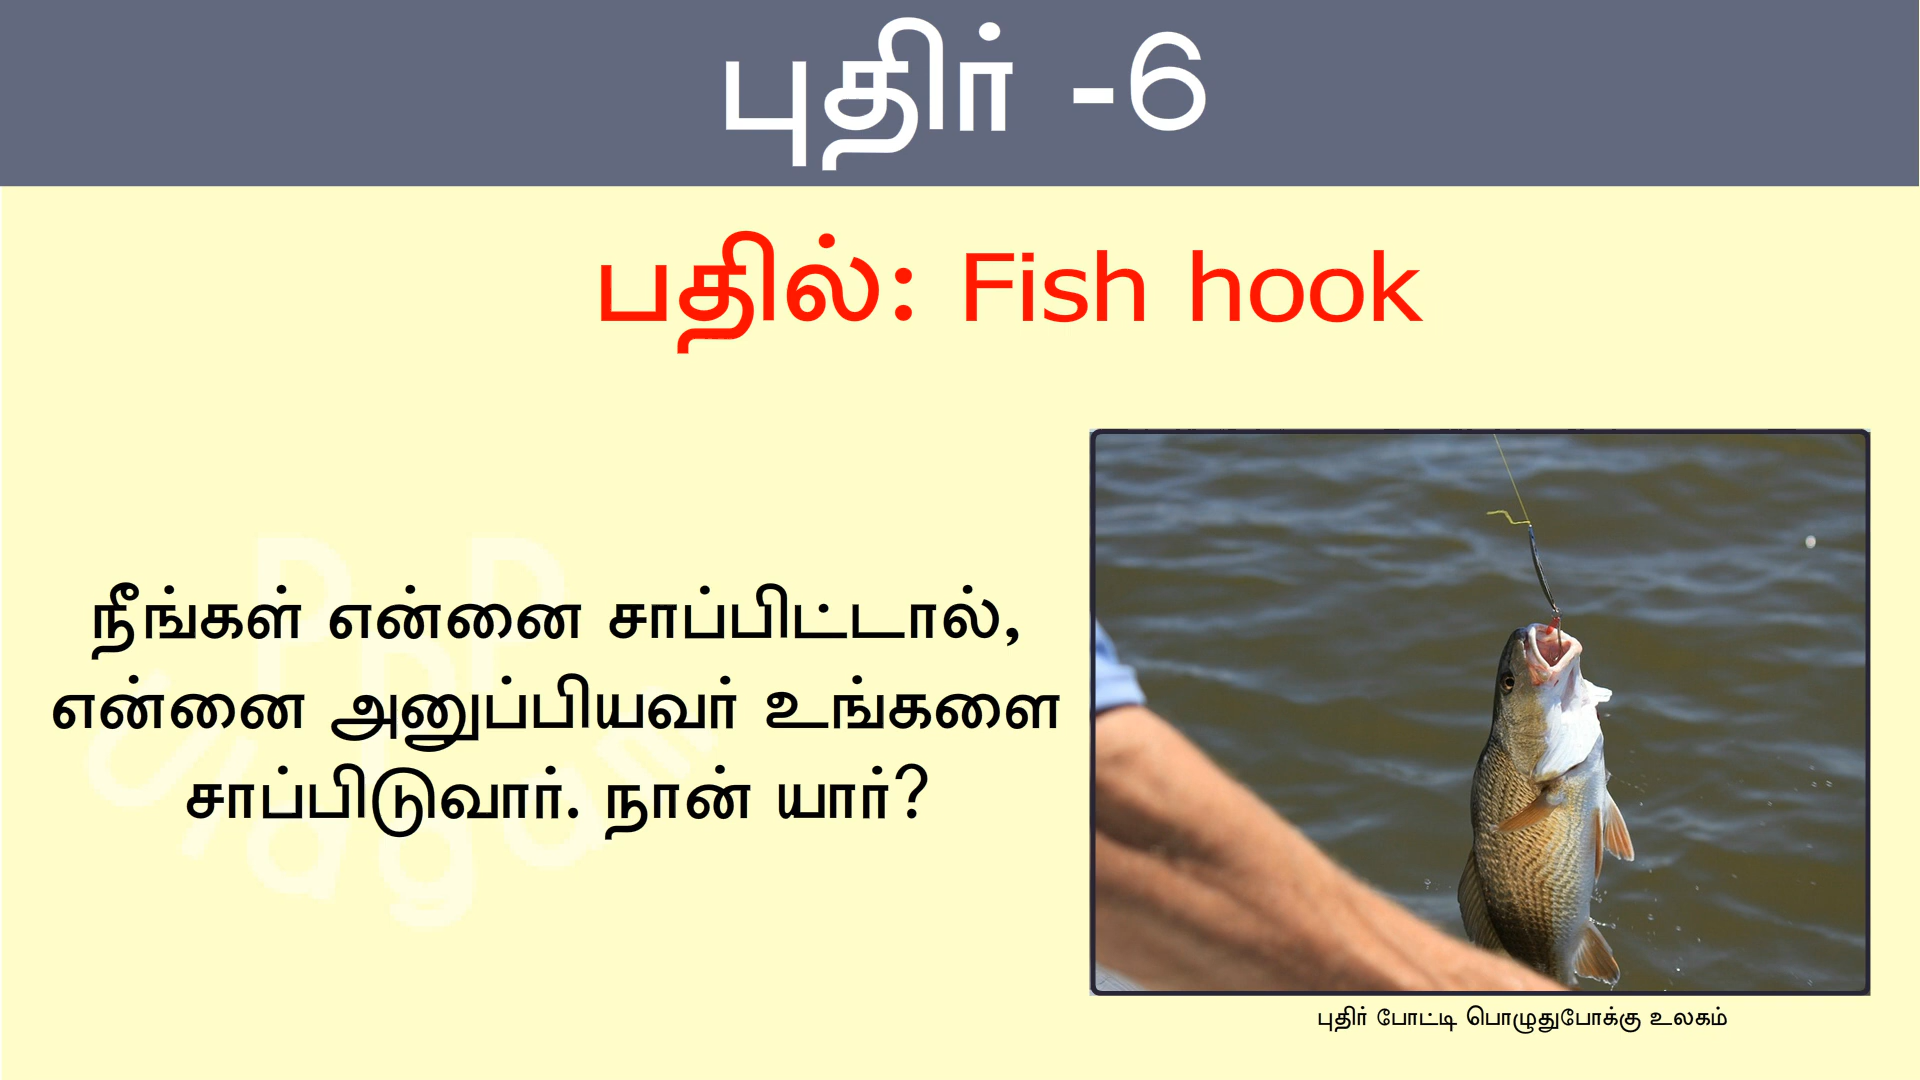 புதிர் -6
பதில்: Fish hook
நீங்கள் என்னை சாப்பிட்டால்,
என்னை அனுப்பியவர் உங்களை
சாப்பிடுவார். நான் யார்?
புதிர் போட்டி பொழுதுபோக்கு உலகம்